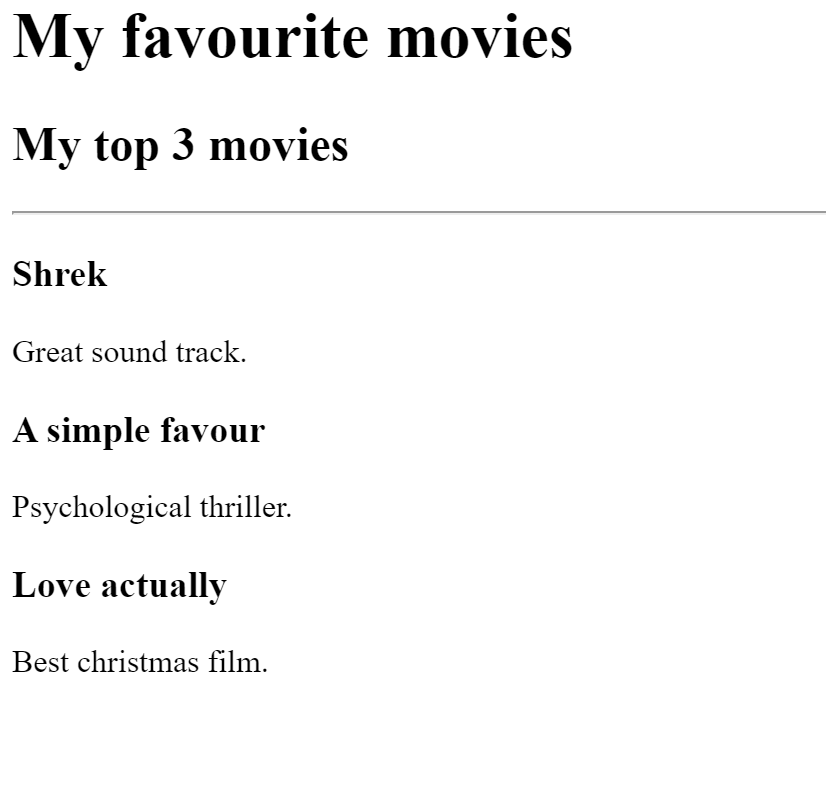 My favourite movies
My top 3 movies
Shrek
Great sound track.
A simple favour
Psychological thriller.
Love actually
Best christmas film.